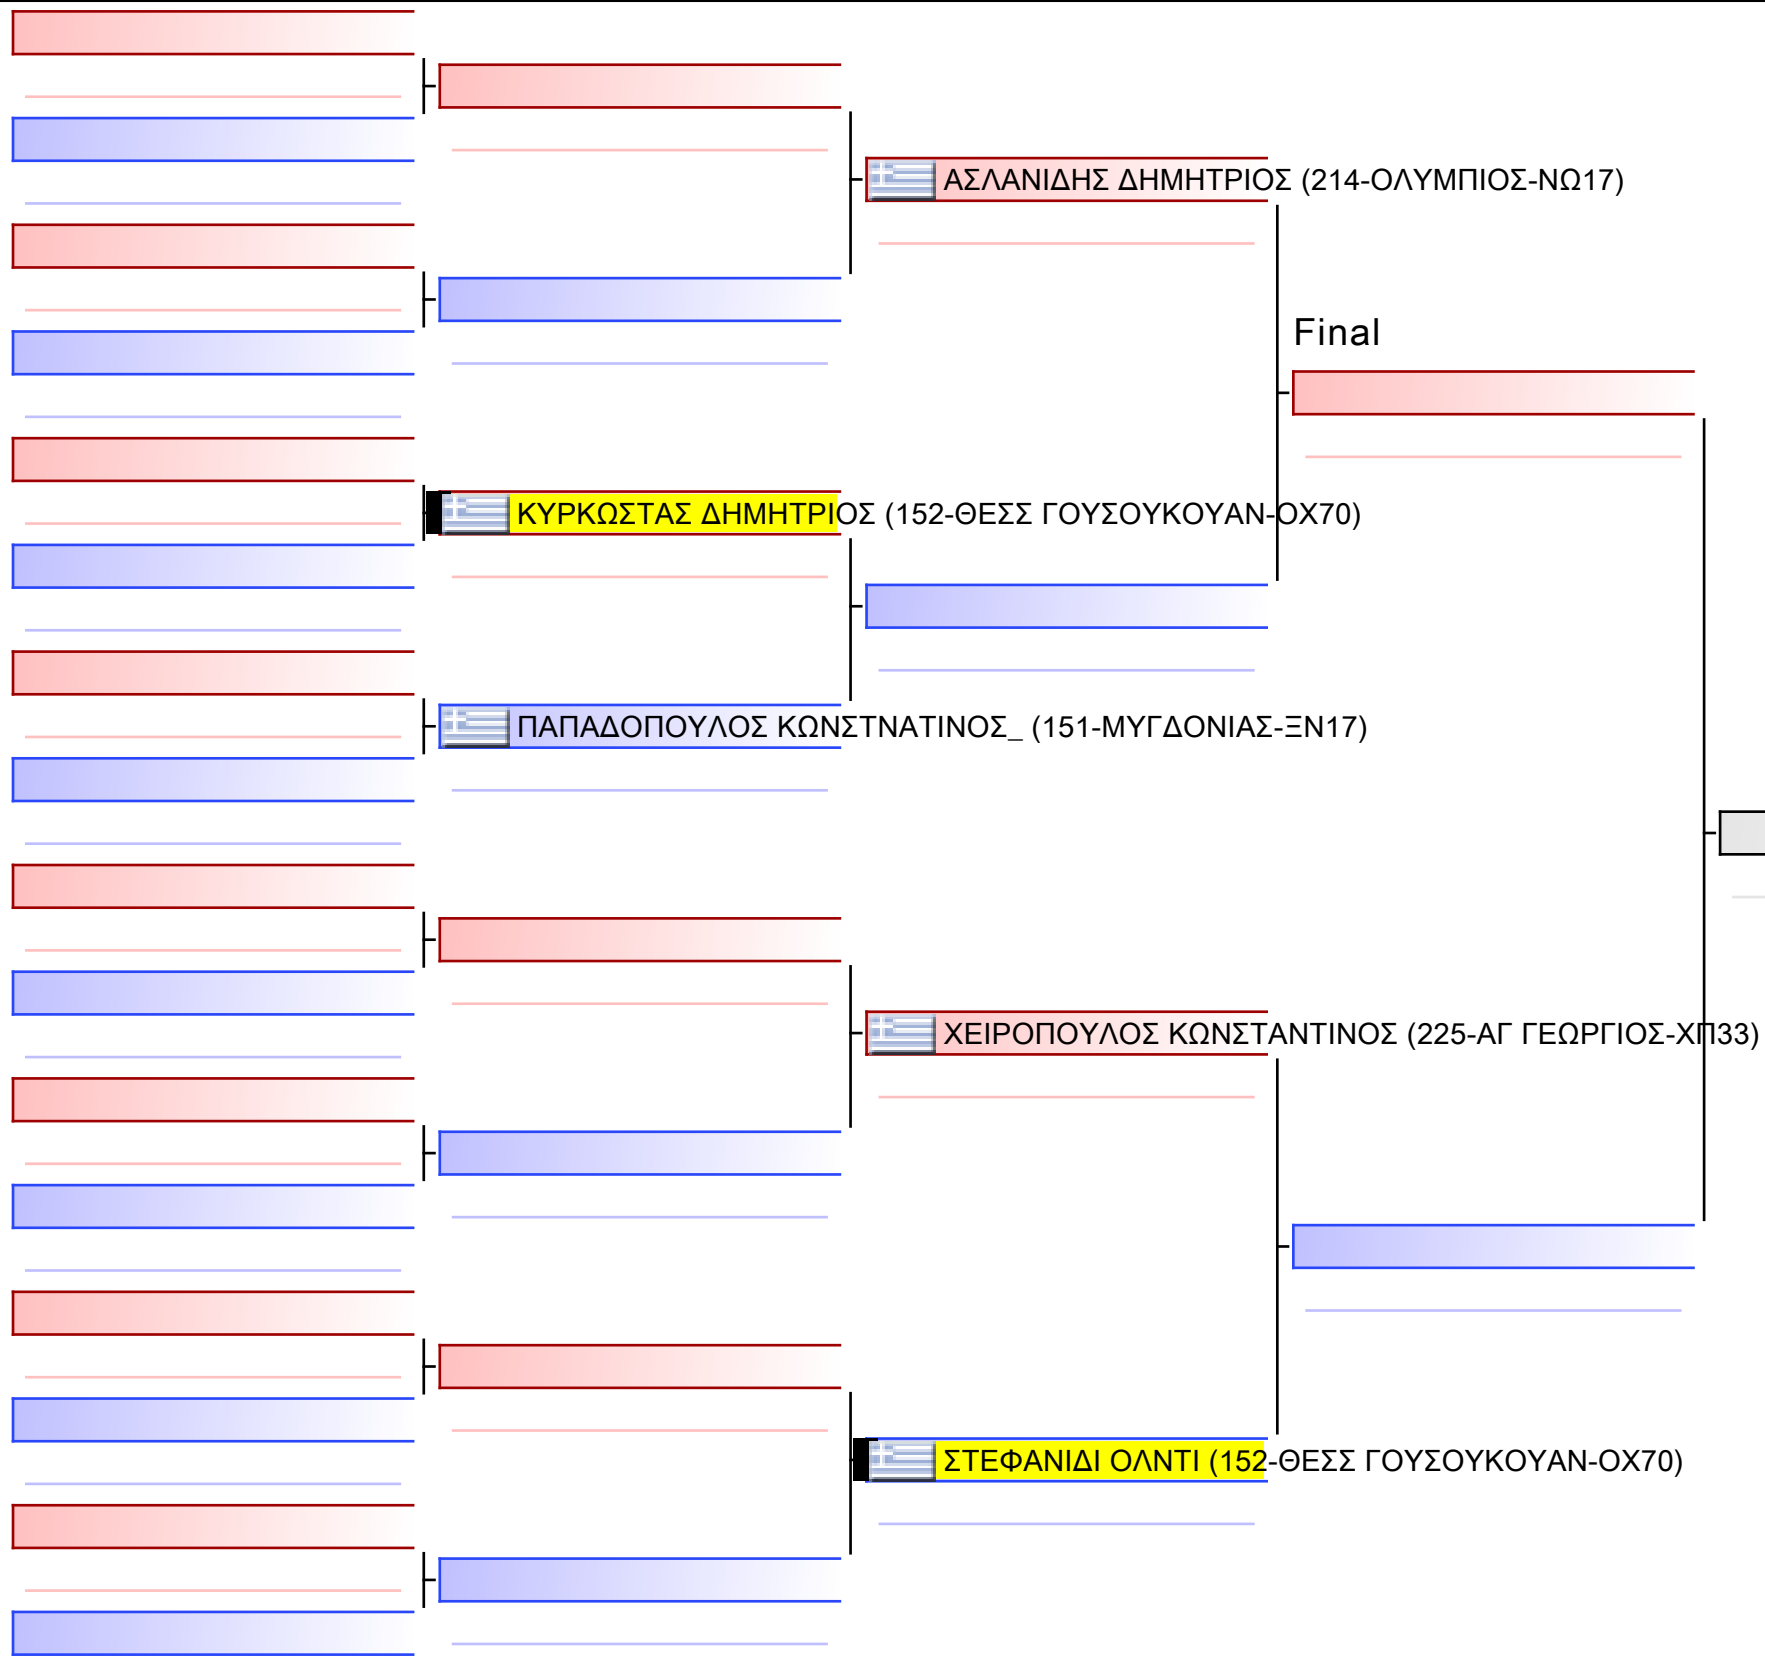 ΑΣΛΑΝΙΔΗΣ ΔΗΜΗΤΡΙΟΣ (214-ΟΛΥΜΠΙΟΣ-ΝΩ17)
Final
ΚΥΡΚΩΣΤΑΣ ΔΗΜΗΤΡΙΟΣ (152-ΘΕΣΣ ΓΟΥΣΟΥΚΟΥΑΝ-ΟΧ70)
ΠΑΠΑΔΟΠΟΥΛΟΣ ΚΩΝΣΤΝΑΤΙΝΟΣ_ (151-ΜΥΓΔΟΝΙΑΣ-ΞΝ17)
ΧΕΙΡΟΠΟΥΛΟΣ ΚΩΝΣΤΑΝΤΙΝΟΣ (225-ΑΓ ΓΕΩΡΓΙΟΣ-ΧΠ33)
ΣΤΕΦΑΝΙΔΙ ΟΛΝΤΙ (152-ΘΕΣΣ ΓΟΥΣΟΥΚΟΥΑΝ-ΟΧ70)